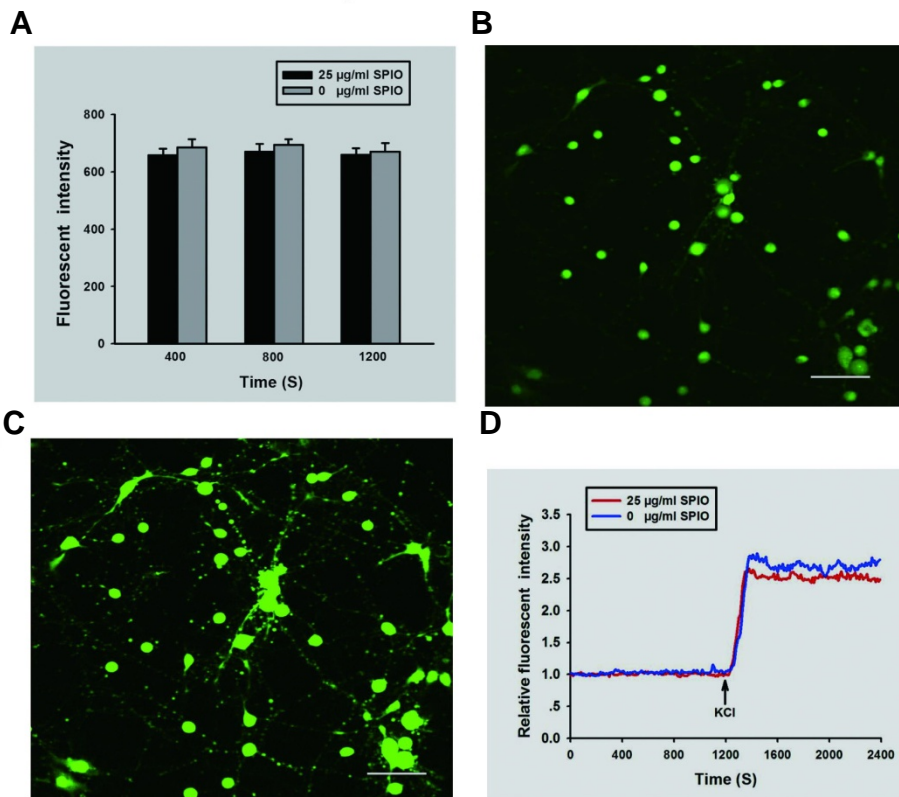 A
25 µg/ml SPIO
0 µg/ml SPIO
800
600
400
200
0
Fluorescent intensity
400 800 1200
Time (S)
B
C
D
25 µg/ml SPIO
0 µg/ml SPIO
3.5
3.0
2.5
2.0
1.5
1.0
.5
0.0
Relative fluorescent intensity
KCl
0 400 800 1200 1600 2000 2400
Time (S)